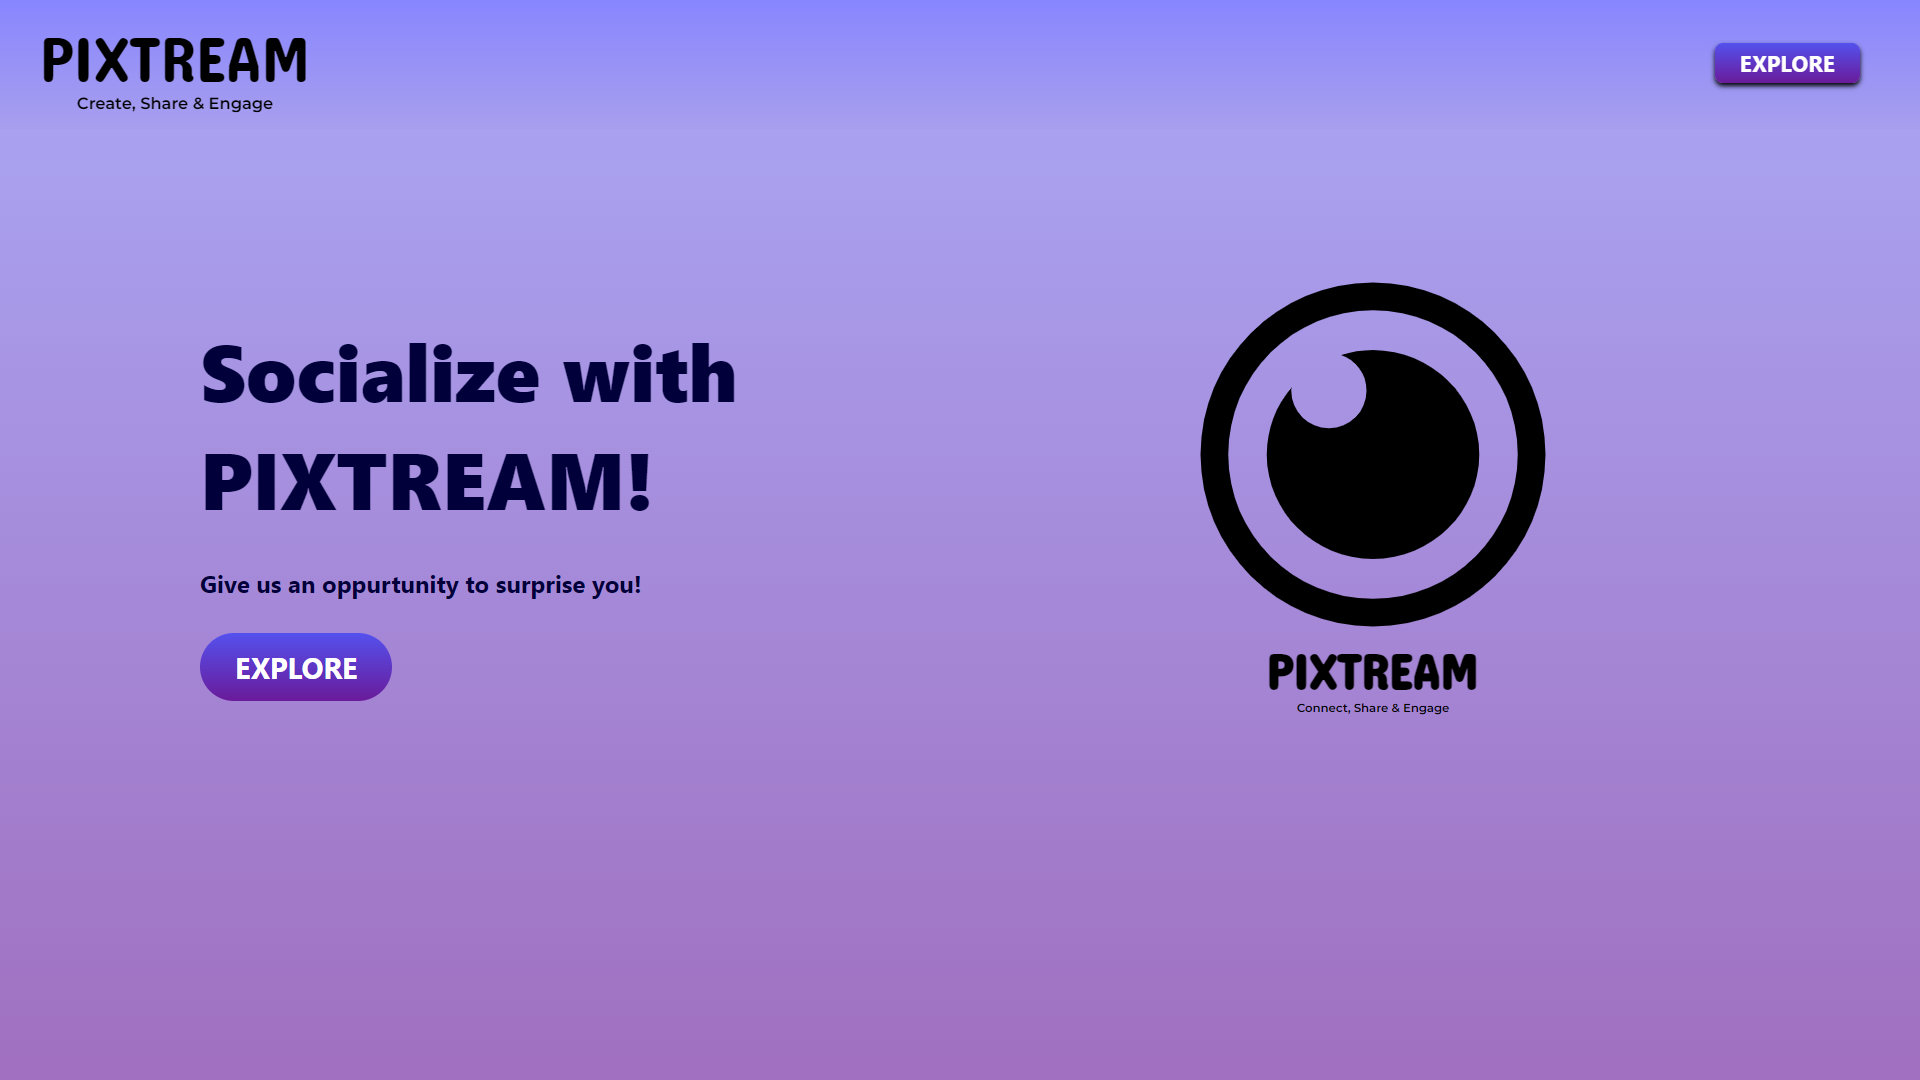 PIXTREAM
Create, Share & Engage
EXPLORE
Socialize with
PIXTREAM!
Give us an oppurtunity to surprise you!
EXPLORE
PIXTREAM
Connect, Share & Engage